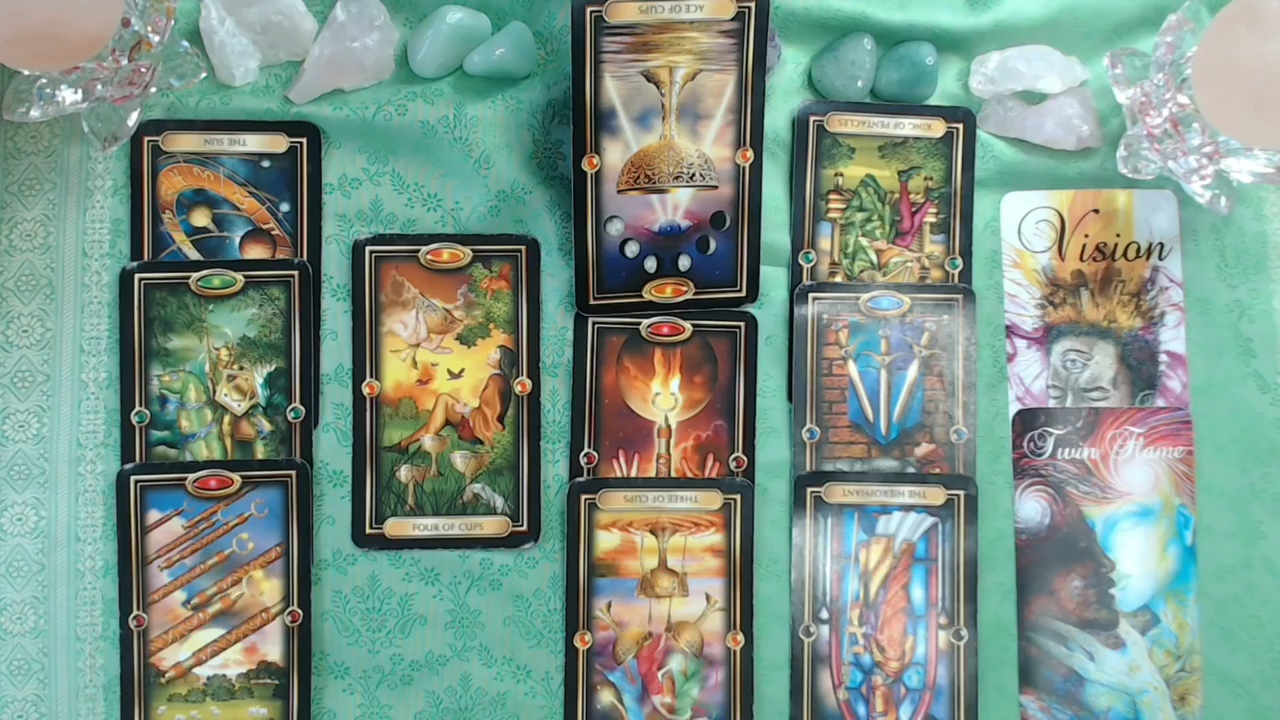 ACE OF CUPS
THE SUN
KING OF PENTACLES
Vision
Twin Flame
FOUR OF CUPS
THREE OF CUPS
THE HIEROPHANT